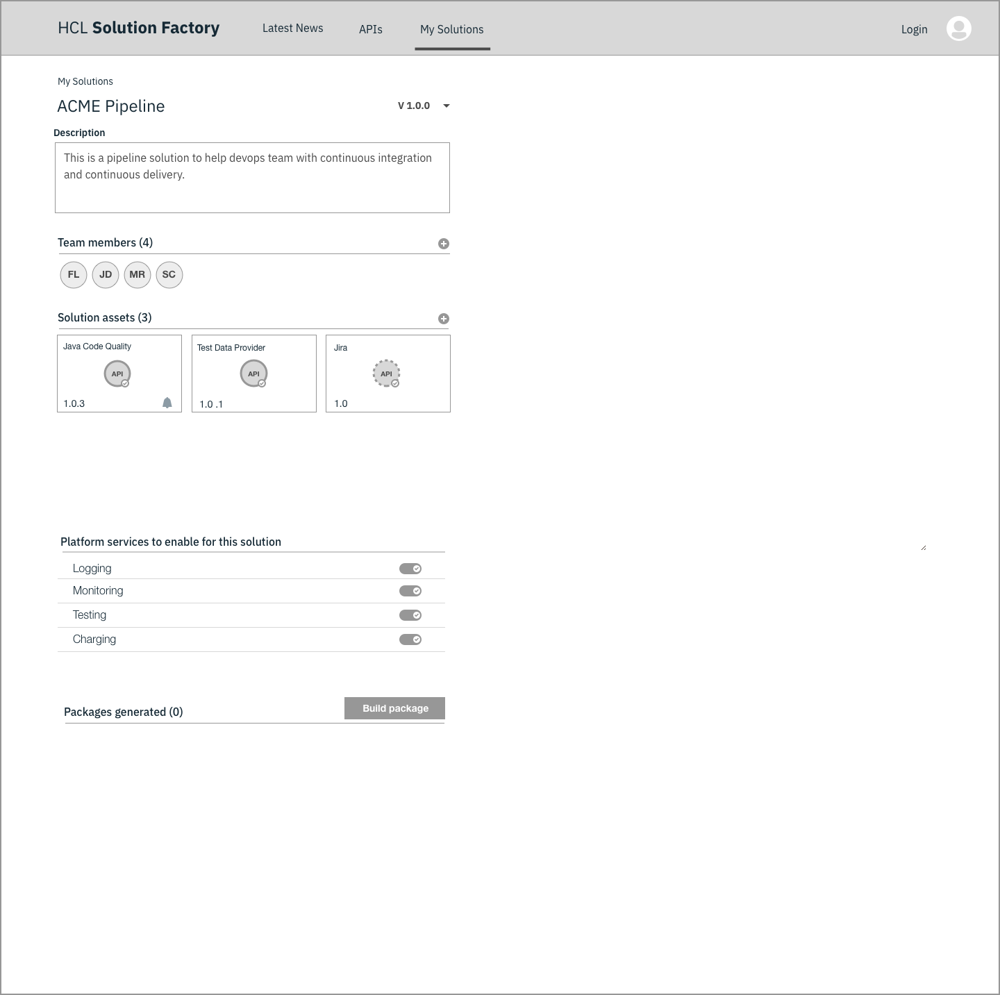 HCL Solution Factory
Latest News
APIs
My Solutions
Login
My Solutions
ACME Pipeline
V 1.0.0
Description
This is a pipeline solution to help devops team with continuous integration
and continuous delivery.
Team members (4)
FL
JD
MR
SC
Solution assets (3)
Java Code Quality
API
1.0.3
Test Data Provider
API
1.0 .1
Jira
API
1.0
Platform services to enable for this solution
Logging
Monitoring
Testing
Charging
Packages generated (0)
Build package